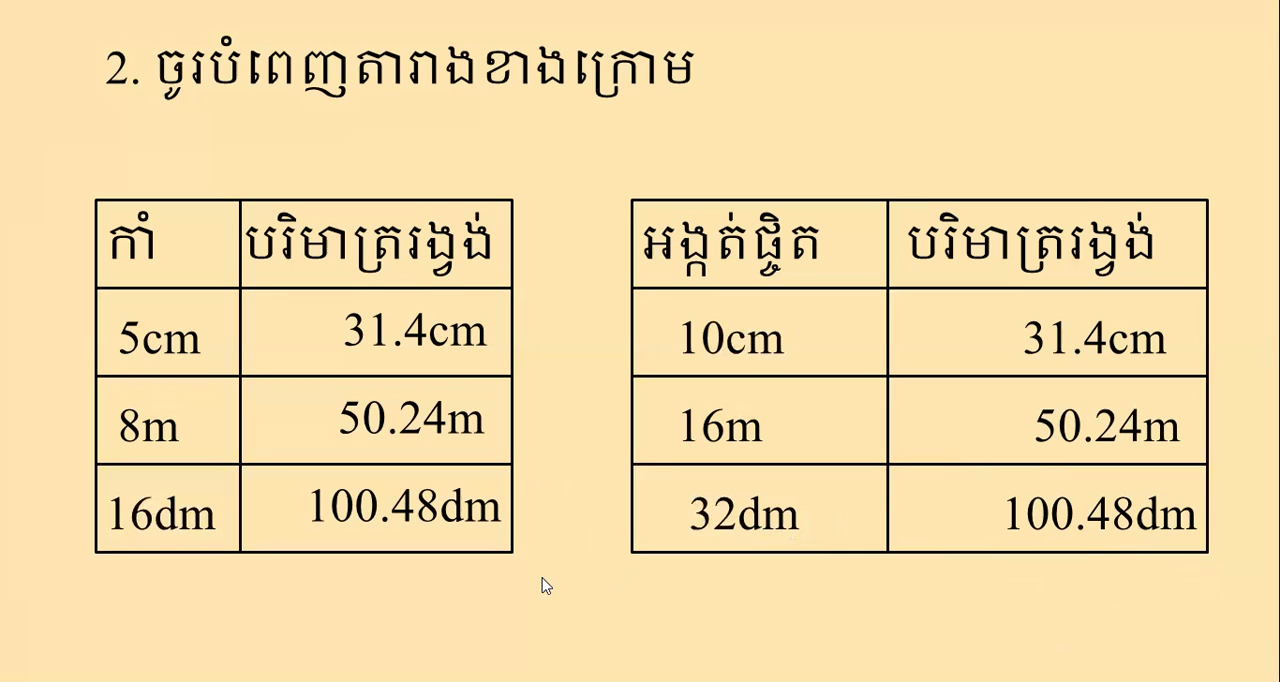 2. ចូរបំពេញតារាងខាងក្រោម
កាំ បរិមាត្ររង្វង់
5cm 31.4cm
8m 50.24m
16dm 100.48dm
អង្កត់ផ្ចិត បរិមាត្ររង្វង់
10cm 31.4cm
16m 50.24m
32dm 100.48dm